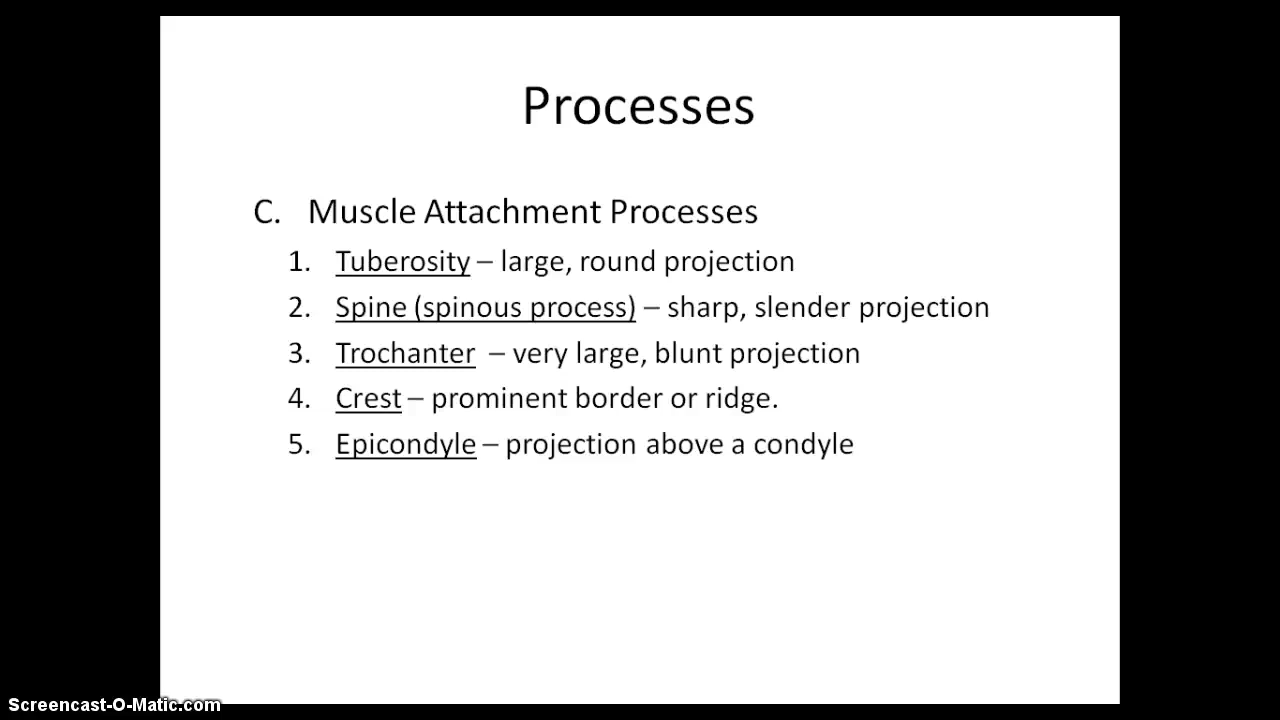 Processes
C. Muscle Attachment Processes
1. Tuberosity – large, round projection
2. Spine (spinous process) – sharp, slender projection
3. Trochanter – very large, blunt projection
4. Crest – prominent border or ridge.
5. Epicondyle – projection above a condyle
Screencast-O-Matic.com